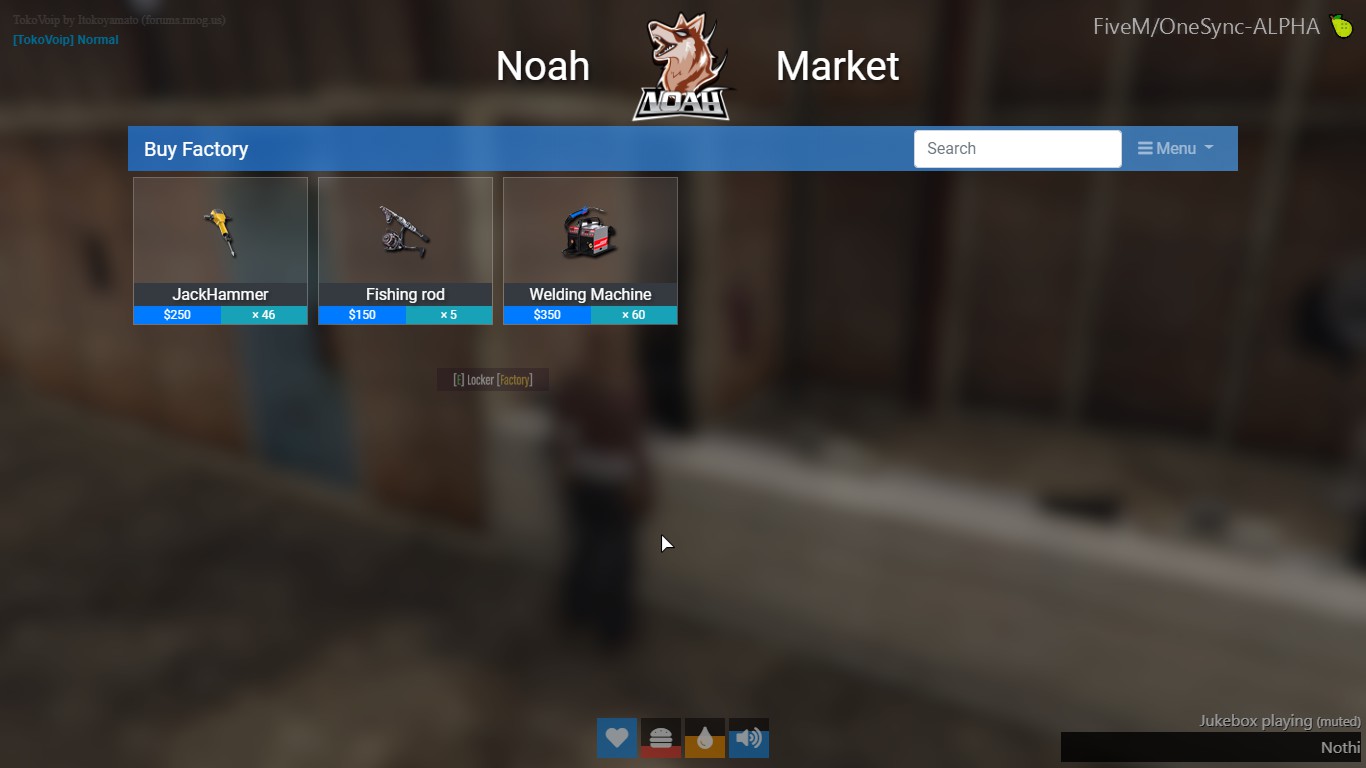 TokoVoip by Itokoyamato (forums.rmog.us)
[TokoVoip] Normal
FiveM/OneSync-ALPHA
Noah
NOAH
Market
Buy Factory
Search
Menu
JackHammer
Fishing rod
Welding Machine
$250
× 46
$150
× 5
$350
× 60
[E] Locker [Factory]
Jukebox playing (muted)
Nothi